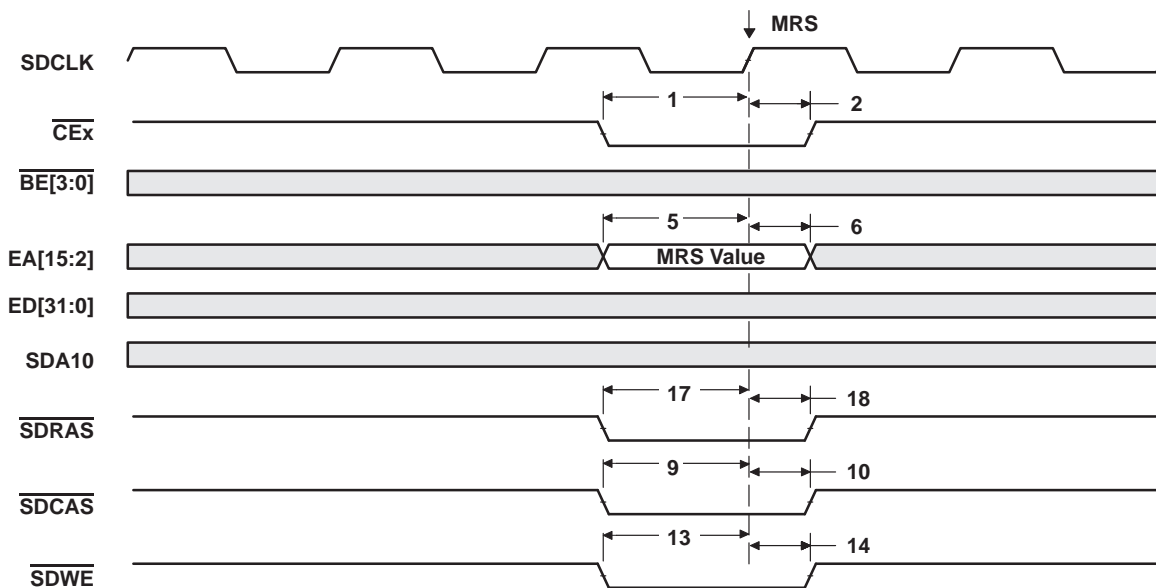 MRS
SDCLK
1
2
CEx
BE[3:0]
5
6
EA[15:2]
MRS Value
ED[31:0]
SDA10
17
18
SDRAS
9
10
SDCAS
13
14
SDWE